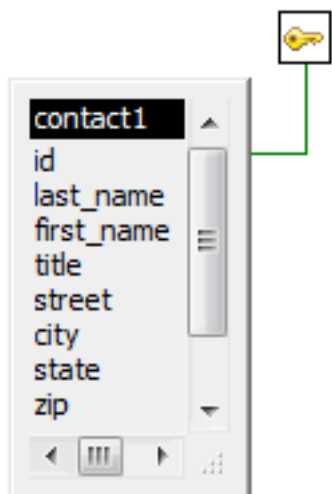 contact1
id
last_name
first_name
title
street
city
state
zip